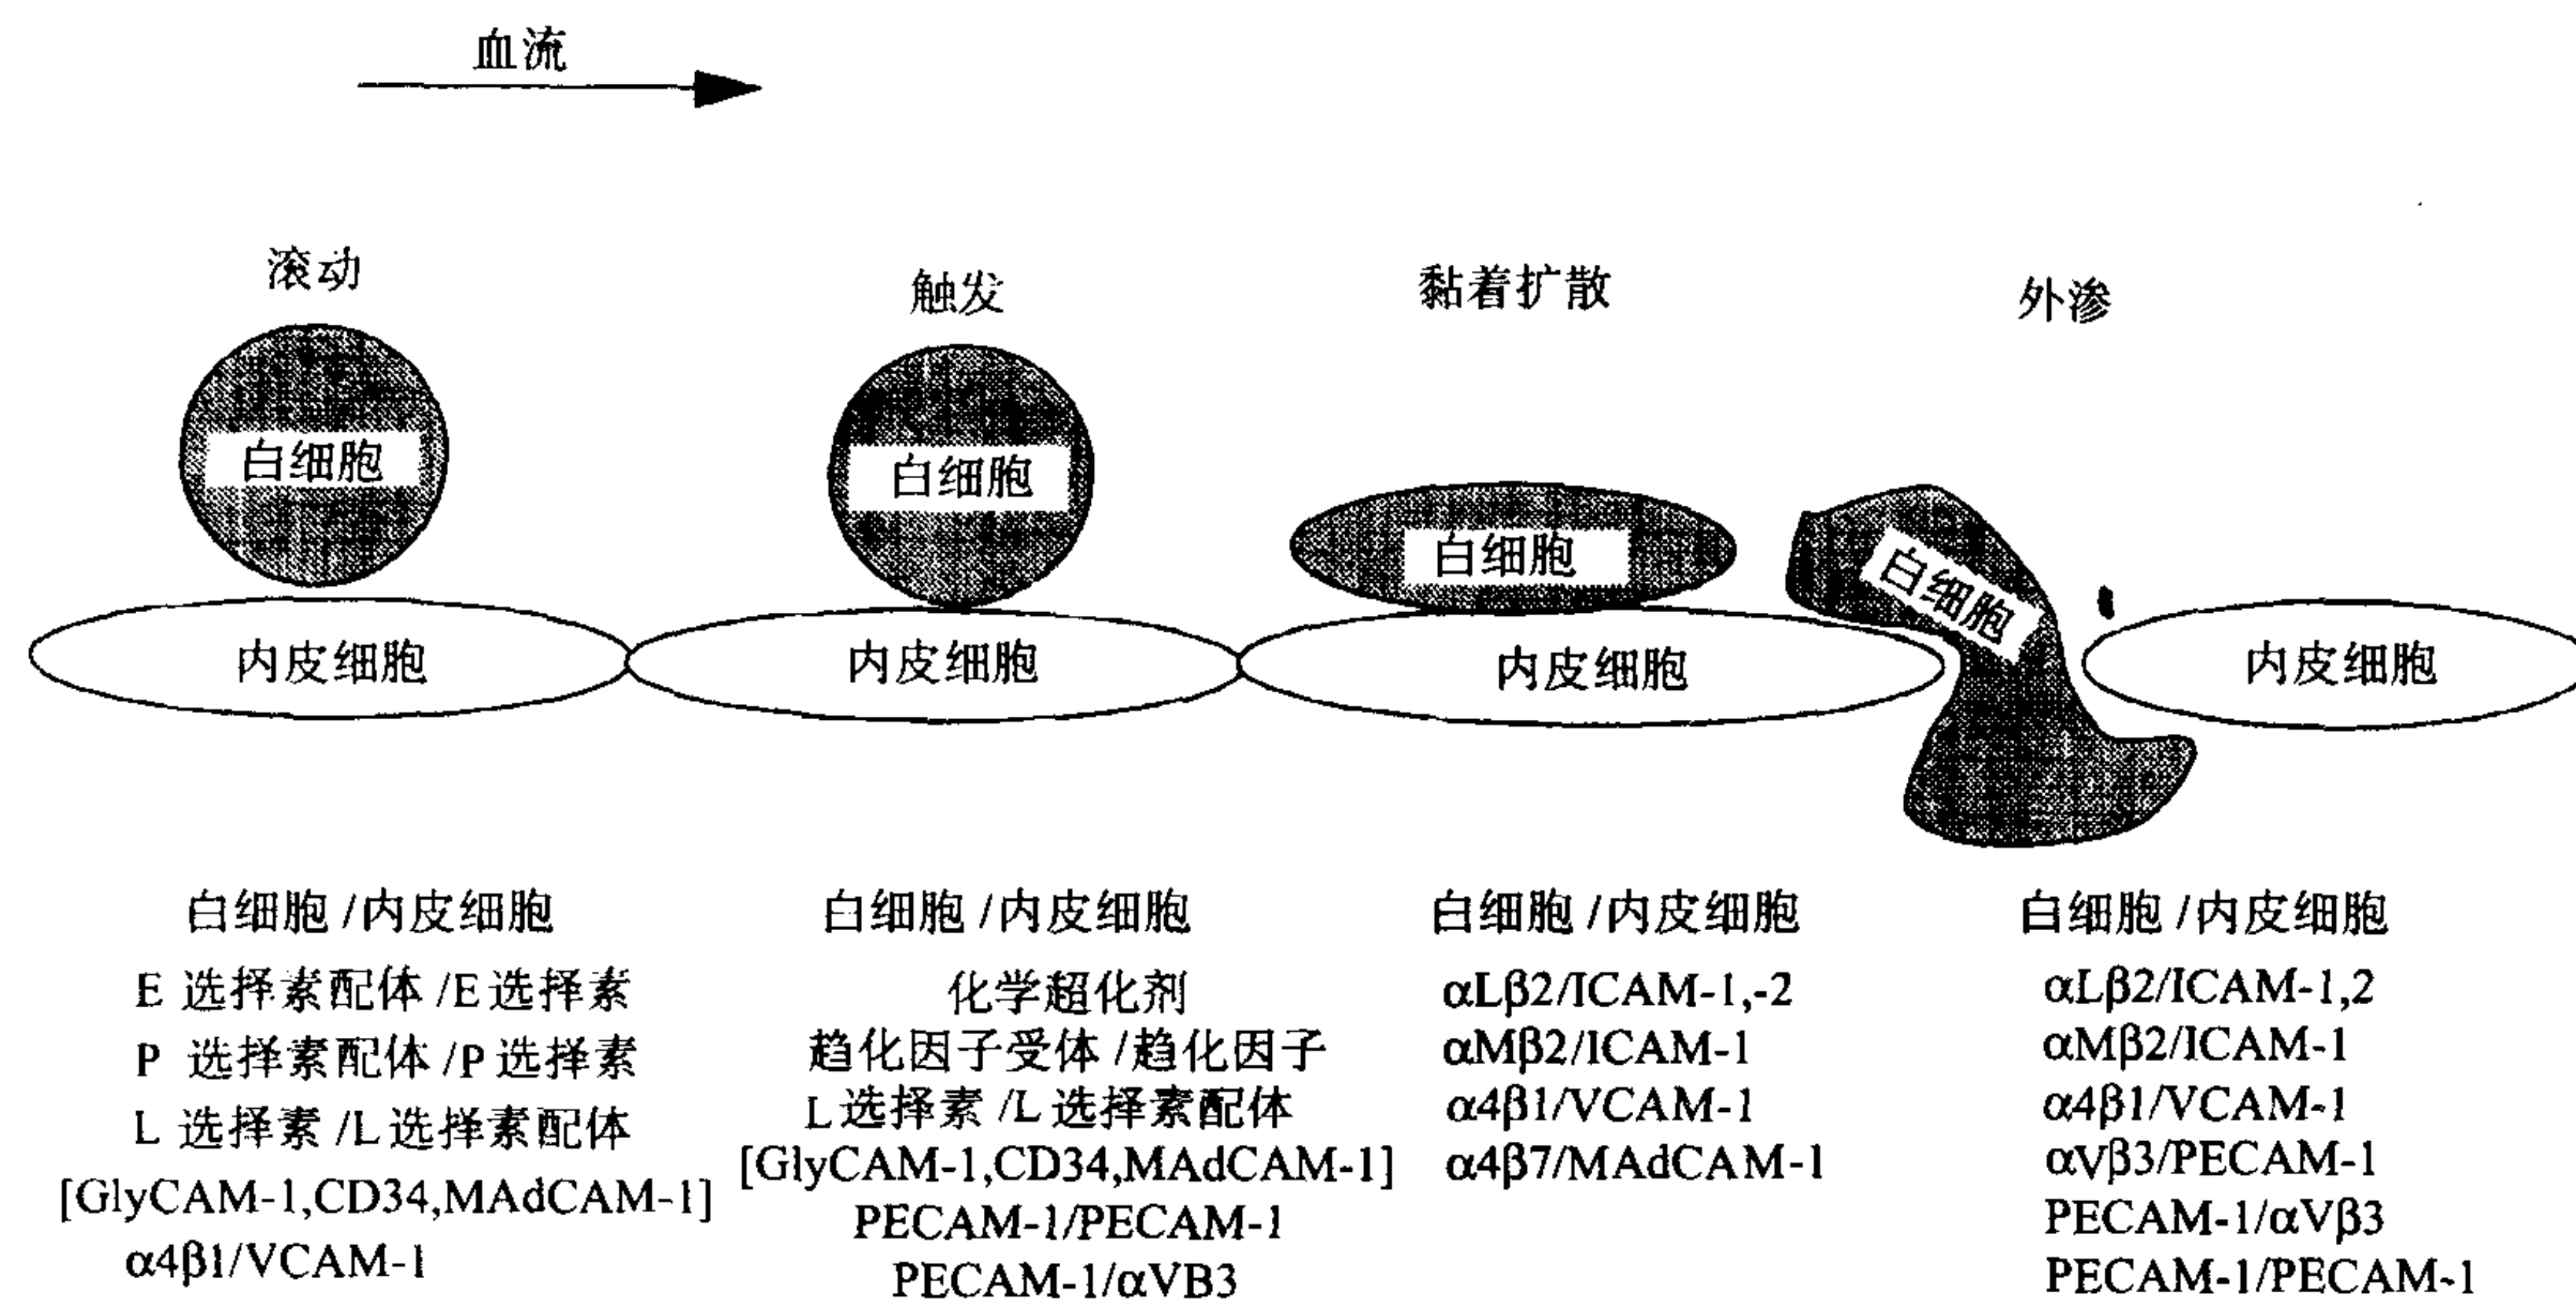 血流
滚动
触发
黏着扩散
外渗
白细胞
白细胞
白细胞
白细胞
内皮细胞
内皮细胞
内皮细胞
内皮细胞
白细胞/内皮细胞
E 选择素配体/E选择素
P 选择素配体/P选择素
L 选择素/L选择素配体
[GlyCAM-1,CD34,MAdCAM-1]
α4β1/VCAM-1
白细胞/内皮细胞
化学超化剂
趋化因子受体/趋化因子
L选择素/L选择素配体
[GlyCAM-1,CD34,MAdCAM-1]
PECAM-1/PECAM-1
PECAM-1/αVB3
白细胞/内皮细胞
αLβ2/ICAM-1,-2
αMβ2/ICAM-1
α4β1/VCAM-1
α4β7/MAdCAM-1
白细胞/内皮细胞
αLβ2/ICAM-1,2
αMβ2/ICAM-1
α4β1/VCAM-1
αVβ3/PECAM-1
PECAM-1/αVβ3
PECAM-1/PECAM-1